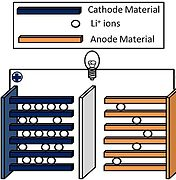 Cathode Material
Li⁺ ions
Anode Material
+